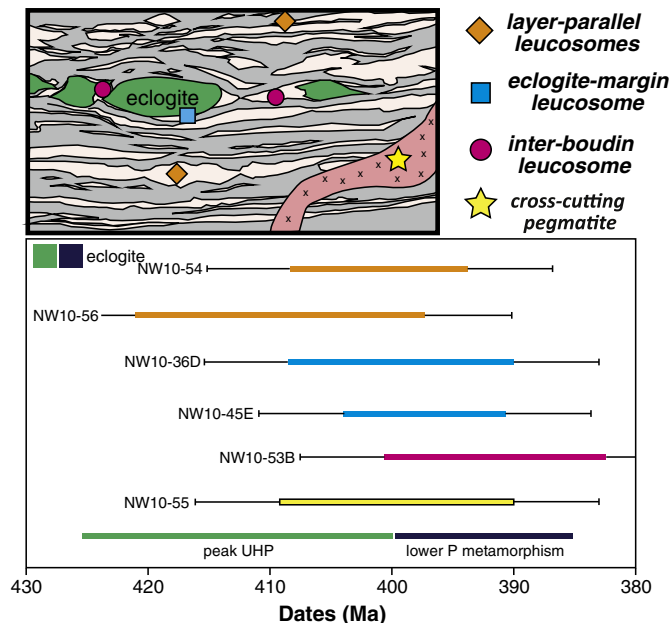 layer-parallel
leucosomes
eclogite-margin
leucosome
inter-boudin
leucosome
cross-cutting
pegmatite
eclogite
x x x x x x x x x x x x x
eclogite
NW10-54
NW10-56
NW10-36D
NW10-45E
NW10-53B
NW10-55
peak UHP
lower P metamorphism
430 420 410 400 390 380
Dates (Ma)